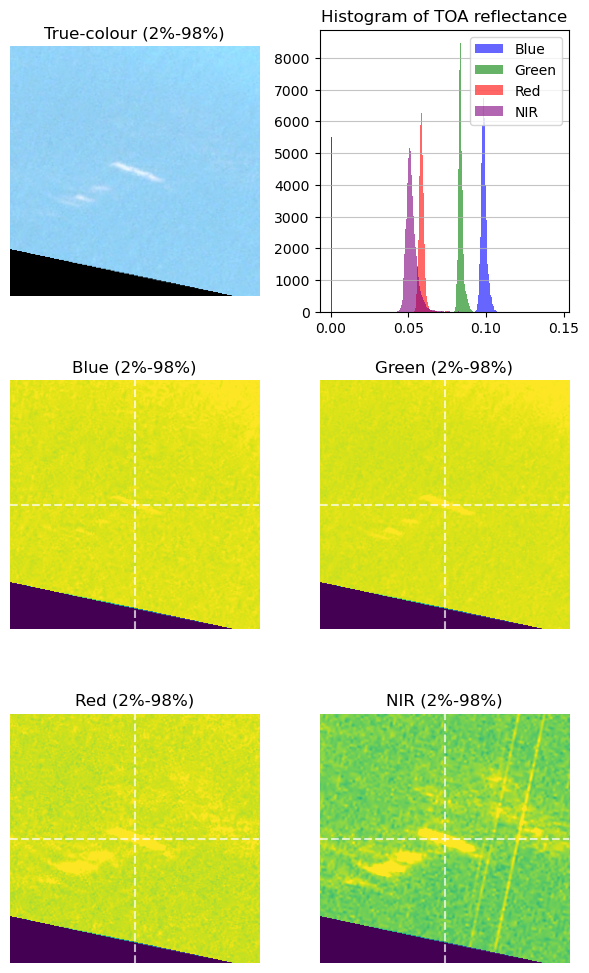 True-colour (2%-98%)
Histogram of TOA reflectance
8000
7000
6000
5000
4000
3000
2000
1000
0
0.00
0.05
0.10
0.15
Blue
Green
Red
NIR
Blue (2%-98%)
Green (2%-98%)
Red (2%-98%)
NIR (2%-98%)